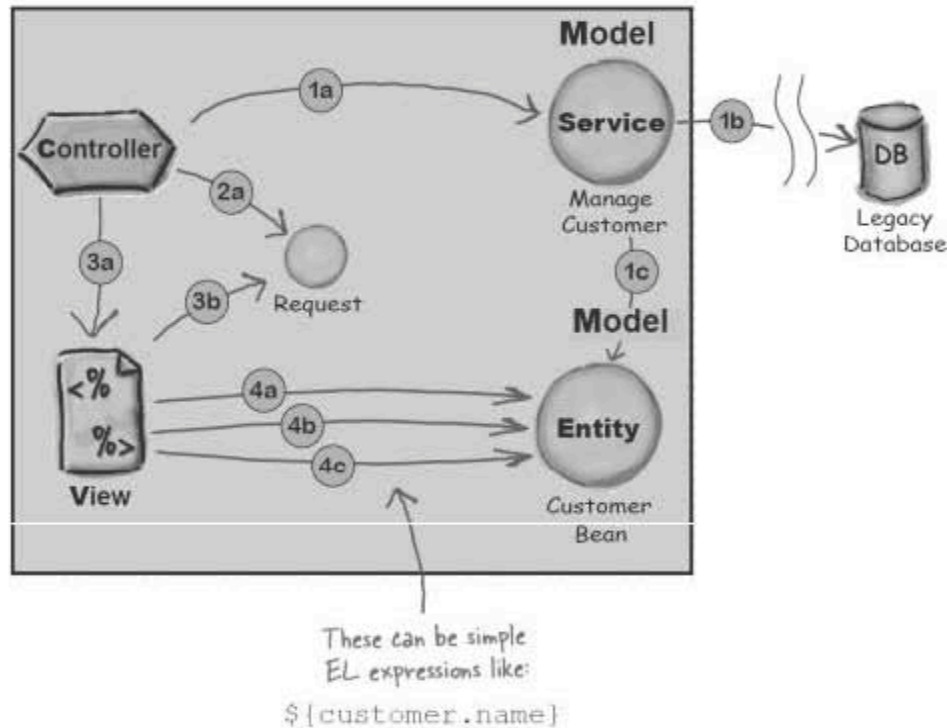 Model
1a
Service
1b
DB
Controller
2a
Manage
Customer
Legacy
Database
3a
3b
Request
1c
Model
<%
%>
4a
4b
4c
Entity
View
Customer
Bean
These can be simple
EL expressions like:
${customer.name}